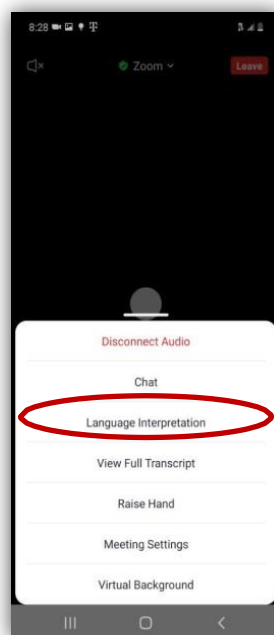 8:28
Zoom
Leave
Disconnect Audio
Chat
Language Interpretation
View Full Transcript
Raise Hand
Meeting Settings
Virtual Background